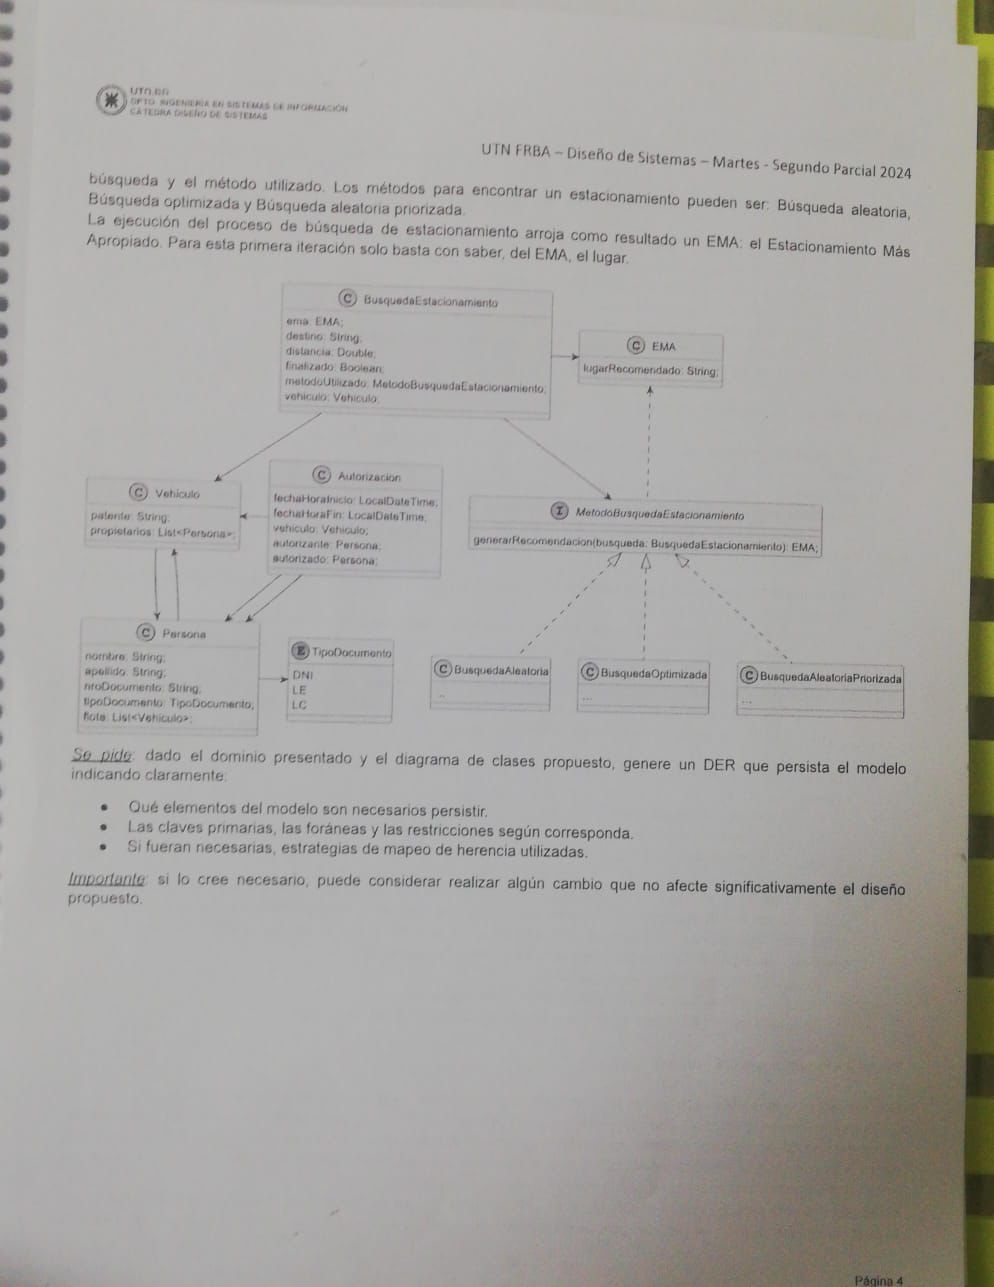 UTN.BA
DPTO. INGENIERÍA EN SISTEMAS DE INFORMACIÓN
CÁTEDRA DISEÑO DE SISTEMAS
UTN FRBA – Diseño de Sistemas – Martes - Segundo Parcial 2024
búsqueda y el método utilizado. Los métodos para encontrar un estacionamiento pueden ser: Búsqueda aleatoria,
Búsqueda optimizada y Búsqueda aleatoria priorizada.
La ejecución del proceso de búsqueda de estacionamiento arroja como resultado un EMA: el Estacionamiento Más
Apropiado. Para esta primera iteración solo basta con saber, del EMA, el lugar.
C BusquedaEstacionamiento
ema: EMA;
destino: String;
distancia: Double;
finalizado: Boolean;
metodoUtilizado: MetodoBusquedaEstacionamiento;
vehiculo: Vehiculo;
C EMA
lugarRecomendado: String;
C Vehiculo
patente: String;
propietarios: List<Persona>;
C Autorizacion
fechaHoraInicio: LocalDateTime;
fechaHoraFin: LocalDateTime;
vehiculo: Vehiculo;
autorizante: Persona;
autorizado: Persona;
I MetodoBusquedaEstacionamiento
generarRecomendacion(busqueda: BusquedaEstacionamiento): EMA;
C Persona
nombre: String;
apellido: String;
nroDocumento: String;
tipoDocumento: TipoDocumento;
flota: List<Vehiculo>;
E TipoDocumento
DNI
LE
LC
C BusquedaAleatoria
...
C BusquedaOptimizada
...
C BusquedaAleatoriaPriorizada
...
Se pide: dado el dominio presentado y el diagrama de clases propuesto, genere un DER que persista el modelo
indicando claramente:
• Qué elementos del modelo son necesarios persistir.
• Las claves primarias, las foráneas y las restricciones según corresponda.
• Si fueran necesarias, estrategias de mapeo de herencia utilizadas.
Importante: si lo cree necesario, puede considerar realizar algún cambio que no afecte significativamente el diseño
propuesto.
Página 4